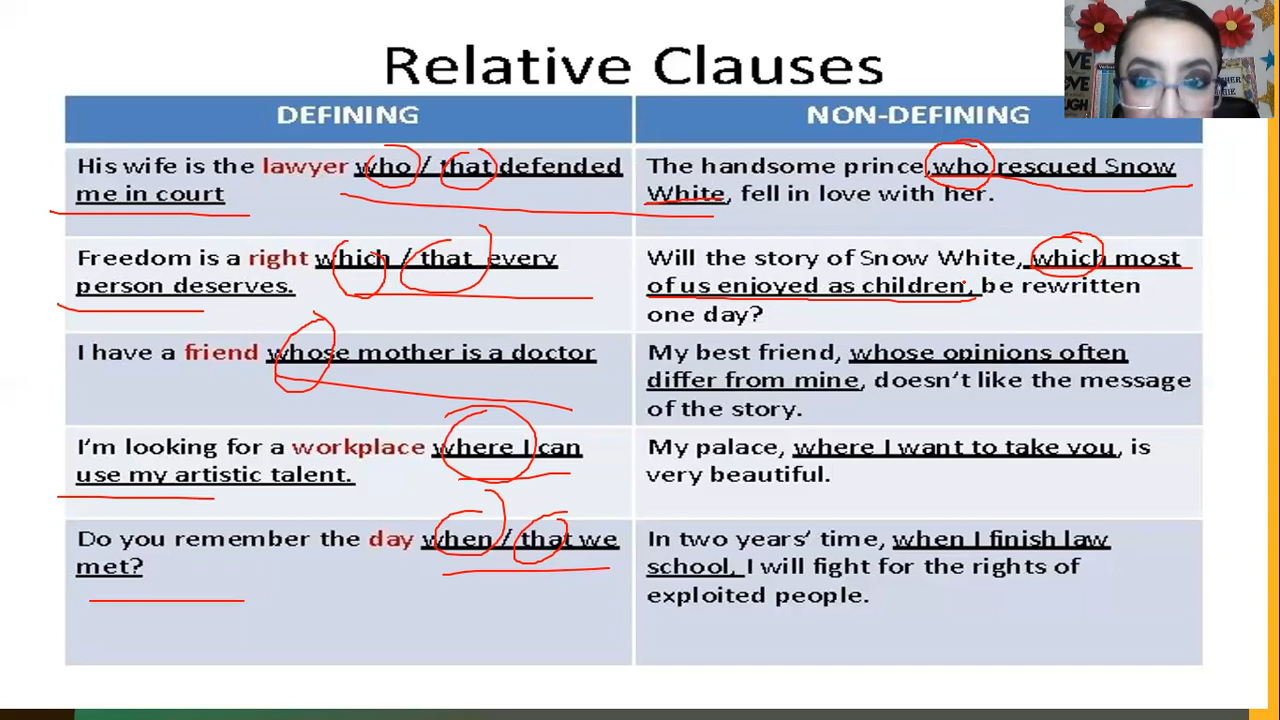 Relative Clauses
DEFINING
NON-DEFINING
His wife is the lawyer who / that defended
me in court
The handsome prince, who rescued Snow
White, fell in love with her.
Freedom is a right which / that every
person deserves.
Will the story of Snow White, which most
of us enjoyed as children, be rewritten
one day?
I have a friend whose mother is a doctor
My best friend, whose opinions often
differ from mine, doesn't like the message
of the story.
I'm looking for a workplace where I can
use my artistic talent.
My palace, where I want to take you, is
very beautiful.
Do you remember the day when / that we
met?
In two years' time, when I finish law
school, I will fight for the rights of
exploited people.